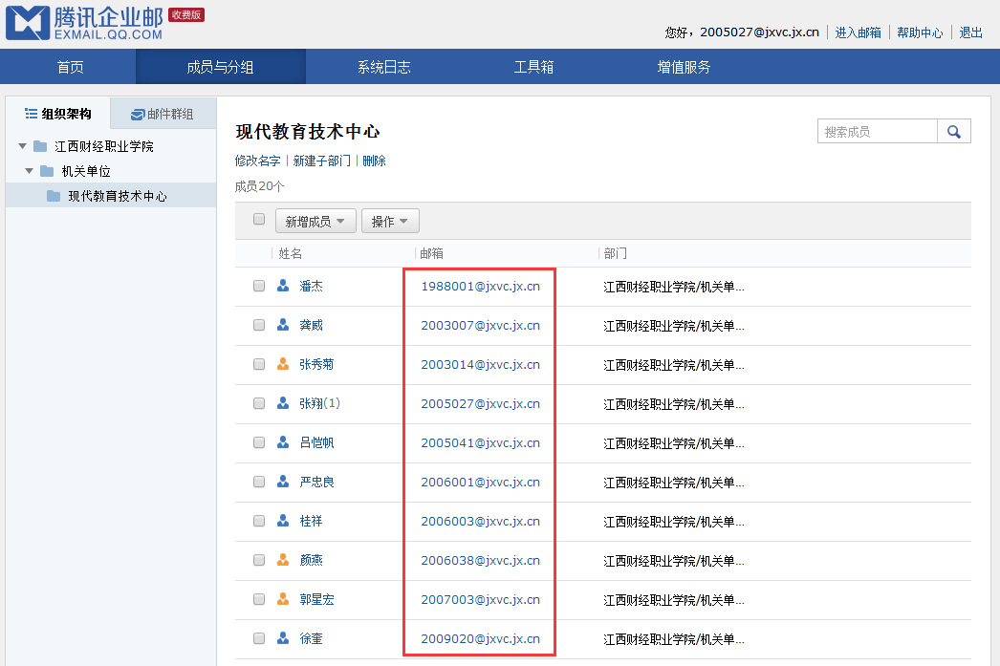 腾讯企业邮 收费版
EXMAIL.QQ.COM
您好，2005027@jxvc.jx.cn 进入邮箱 帮助中心 退出
首页 成员与分组 系统日志 工具箱 增值服务
组织架构 邮件群组
江西财经职业学院
机关单位
现代教育技术中心
现代教育技术中心
搜索成员
修改名字 新建子部门 删除
成员20个
新增成员 操作
姓名 邮箱 部门
潘杰 1988001@jxvc.jx.cn 江西财经职业学院/机关单...
龚威 2003007@jxvc.jx.cn 江西财经职业学院/机关单...
张秀菊 2003014@jxvc.jx.cn 江西财经职业学院/机关单...
张翔(1) 2005027@jxvc.jx.cn 江西财经职业学院/机关单...
吕恺帆 2005041@jxvc.jx.cn 江西财经职业学院/机关单...
严忠良 2006001@jxvc.jx.cn 江西财经职业学院/机关单...
桂祥 2006003@jxvc.jx.cn 江西财经职业学院/机关单...
颜燕 2006038@jxvc.jx.cn 江西财经职业学院/机关单...
郭星宏 2007003@jxvc.jx.cn 江西财经职业学院/机关单...
徐奎 2009020@jxvc.jx.cn 江西财经职业学院/机关单...